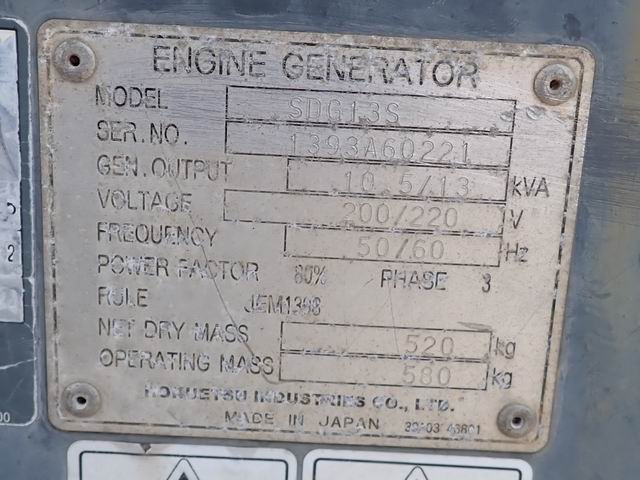 ENGINE GENERATOR
MODEL SDG13S
SER.NO. 1393A60221
GEN. OUTPUT 10.5/13 kVA
VOLTAGE 200/220 V
FREQUENCY 50/60 Hz
POWER FACTOR 80% PHASE 3
RULE JEM1398
NET DRY MASS 520 kg
OPERATING MASS 580 kg
HOKUETSU INDUSTRIES CO., LTD.
MADE IN JAPAN